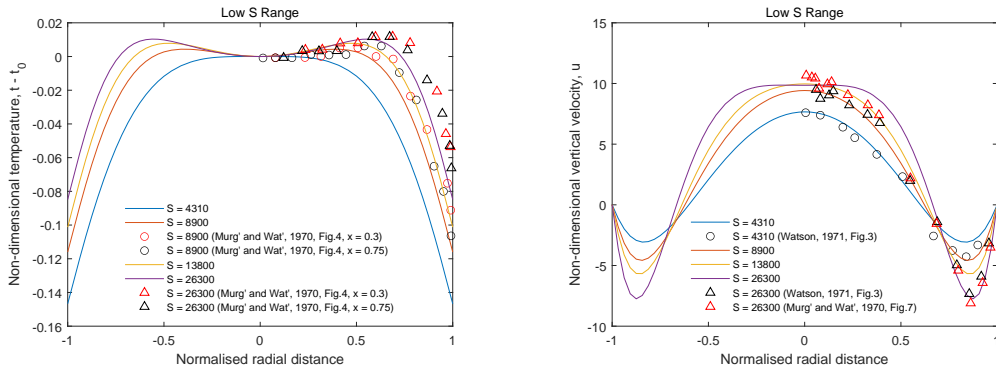 Low S Range
0.02
0
-0.02
-0.04
-0.06
-0.08
-0.1
-0.12
-0.14
-0.16
Non-dimensional temperature, t - t0
S = 4310
S = 8900
S = 8900 (Murg' and Wat', 1970, Fig.4, x = 0.3)
S = 8900 (Murg' and Wat', 1970, Fig.4, x = 0.75)
S = 13800
S = 26300
S = 26300 (Murg' and Wat', 1970, Fig.4, x = 0.3)
S = 26300 (Murg' and Wat', 1970, Fig.4, x = 0.75)
-1 -0.5 0 0.5 1
Normalised radial distance
Low S Range
15
10
5
0
-5
-10
Non-dimensional vertical velocity, u
S = 4310
S = 4310 (Watson, 1971, Fig.3)
S = 8900
S = 13800
S = 26300
S = 26300 (Watson, 1971, Fig.3)
S = 26300 (Murg' and Wat', 1970, Fig.7)
-1 -0.5 0 0.5 1
Normalised radial distance